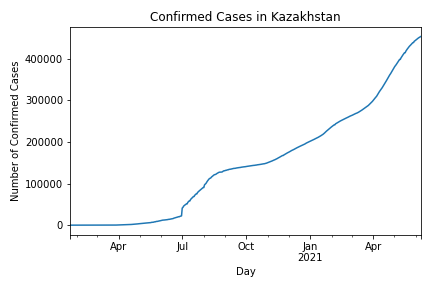 Confirmed Cases in Kazakhstan
Number of Confirmed Cases
400000
300000
200000
100000
0
Apr
Jul
Oct
Jan
2021
Apr
Day